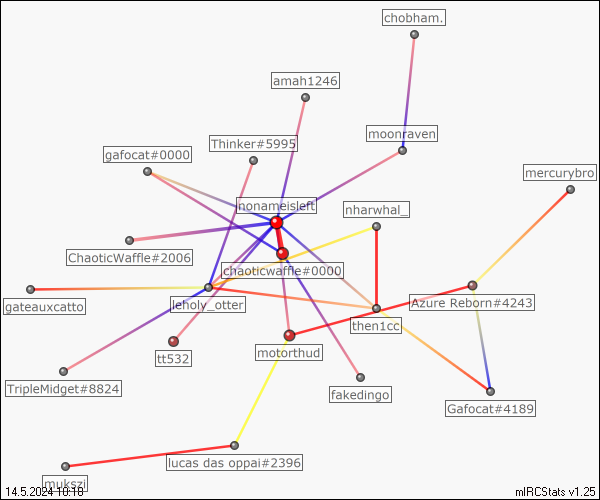 chobham.
amah1246
moonraven
Thinker#5995
gafocat#0000
mercurybro
nonameisleft
nharwhal_
ChaoticWaffle#2006
chaoticwaffle#0000
gateauxcatto
leholy_otter
Azure Reborn#4243
then1cc
tt532
motorthud
TripleMidget#8824
fakedingo
Gafocat#4189
lucas das oppai#2396
mukszi
14.5.2024 10:18
mIRCStats v1.25